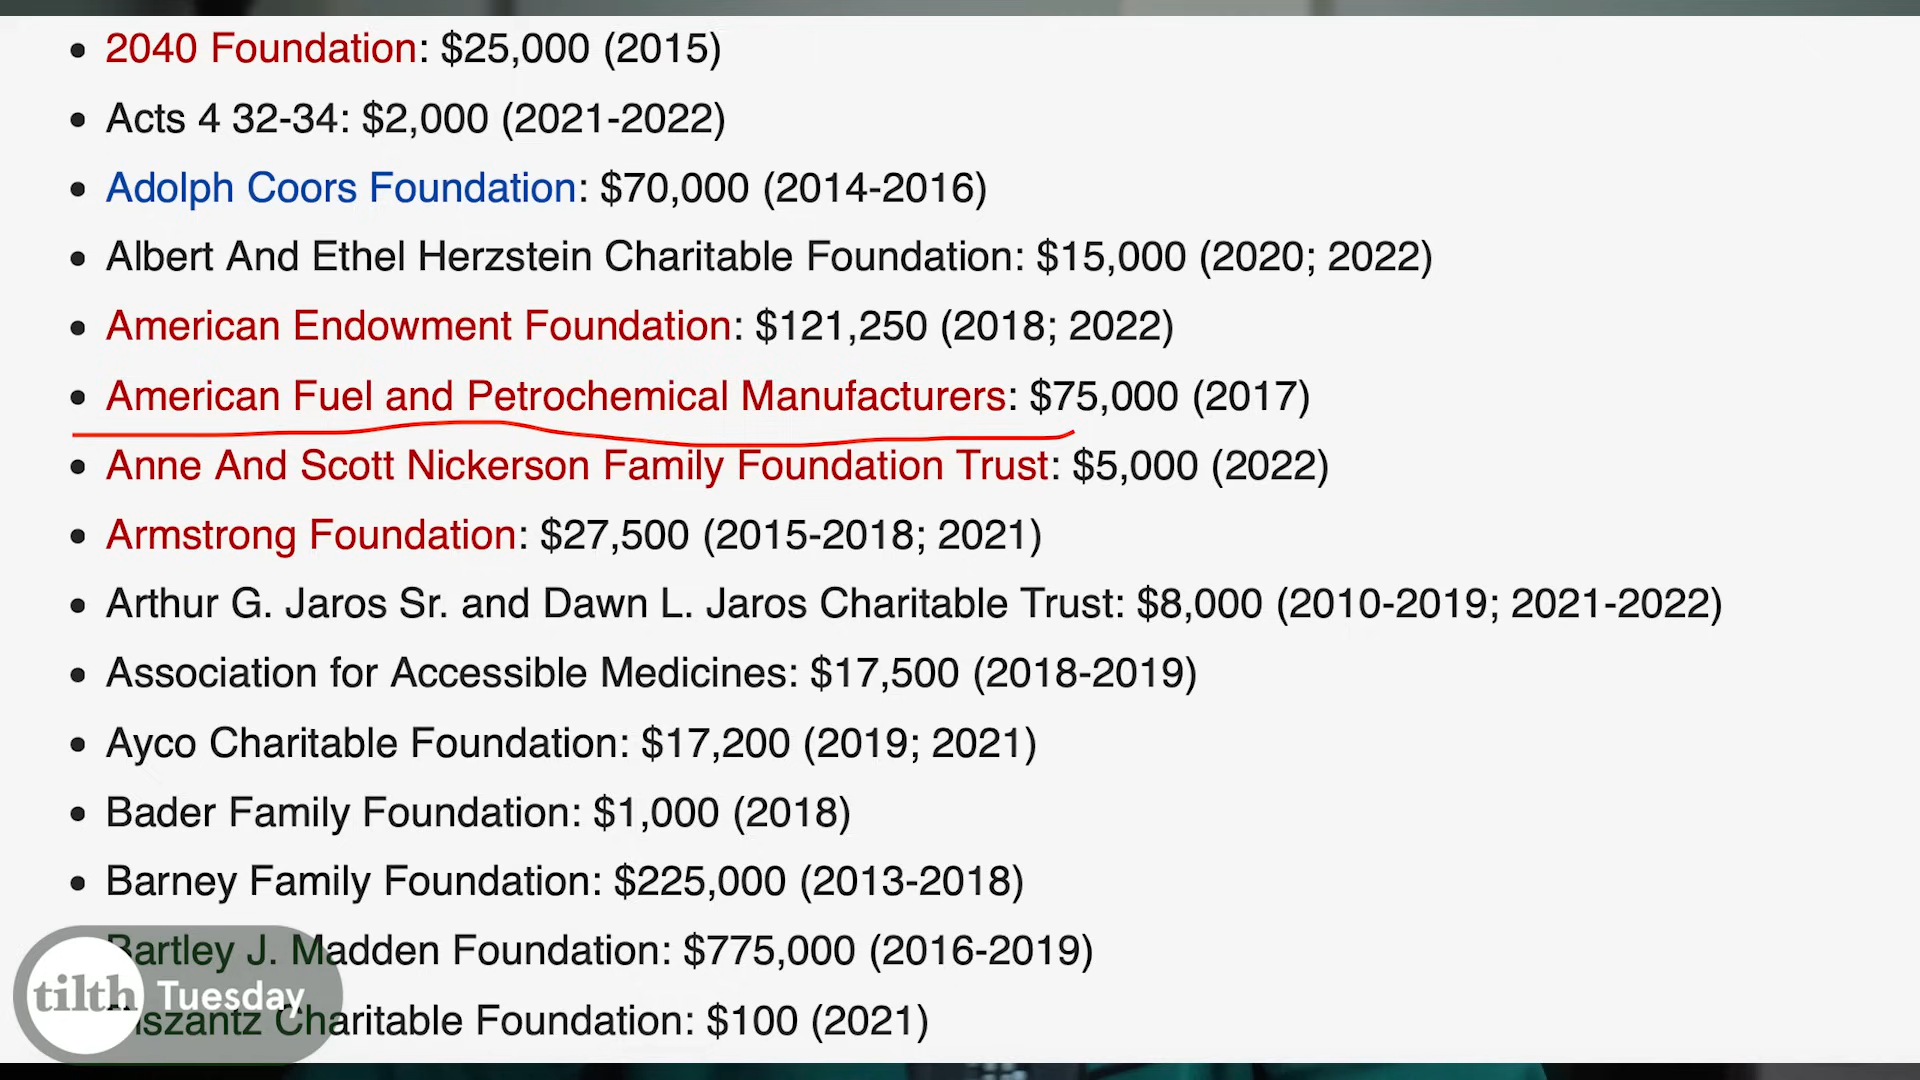 2040 Foundation: $25,000 (2015)
Acts 4 32-34: $2,000 (2021-2022)
Adolph Coors Foundation: $70,000 (2014-2016)
Albert And Ethel Herzstein Charitable Foundation: $15,000 (2020; 2022)
American Endowment Foundation: $121,250 (2018; 2022)
American Fuel and Petrochemical Manufacturers: $75,000 (2017)
Anne And Scott Nickerson Family Foundation Trust: $5,000 (2022)
Armstrong Foundation: $27,500 (2015-2018; 2021)
Arthur G. Jaros Sr. and Dawn L. Jaros Charitable Trust: $8,000 (2010-2019; 2021-2022)
Association for Accessible Medicines: $17,500 (2018-2019)
Ayco Charitable Foundation: $17,200 (2019; 2021)
Bader Family Foundation: $1,000 (2018)
Barney Family Foundation: $225,000 (2013-2018)
Bartley J. Madden Foundation: $775,000 (2016-2019)
tilth Tuesday
Charitable Foundation: $100 (2021)